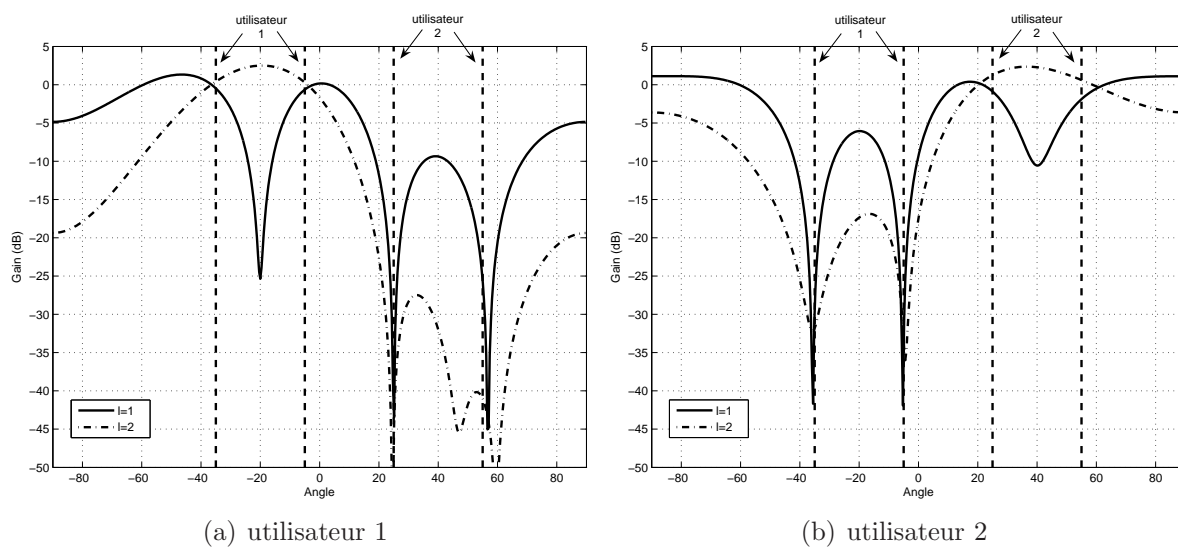 utilisateur
1
utilisateur
2
5
0
−5
−10
−15
−20
−25
−30
−35
−40
−45
−50
Gain (dB)
l=1
l=2
−80 −60 −40 −20 0 20 40 60 80
Angle
(a) utilisateur 1
utilisateur
1
utilisateur
2
5
0
−5
−10
−15
−20
−25
−30
−35
−40
−45
−50
Gain (dB)
l=1
l=2
−80 −60 −40 −20 0 20 40 60 80
Angle
(b) utilisateur 2